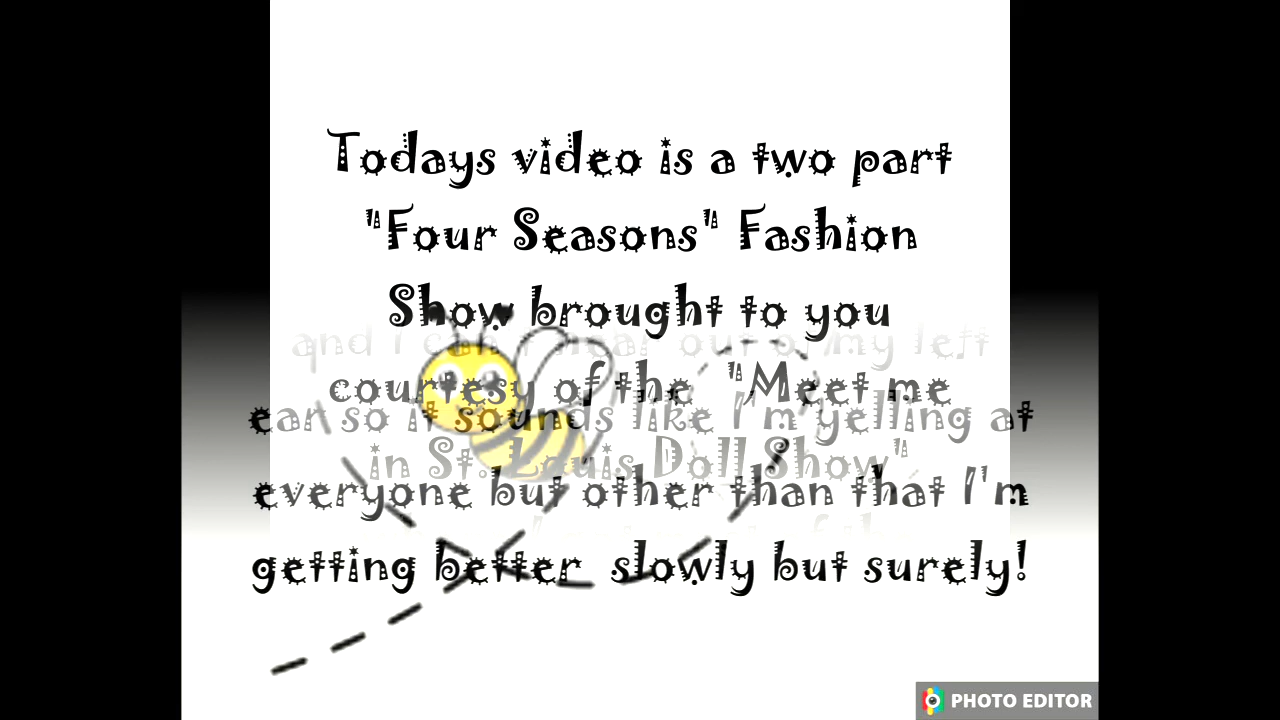 Todays video is a two part
"Four Seasons" Fashion
Show brought to you
and I can't hear out of my left
courtesy of the "Meet me
ear so it sounds like I'm yelling at
in St. Louis Doll Show"
everyone but other than that I'm
getting better slowly but surely!
PHOTO EDITOR